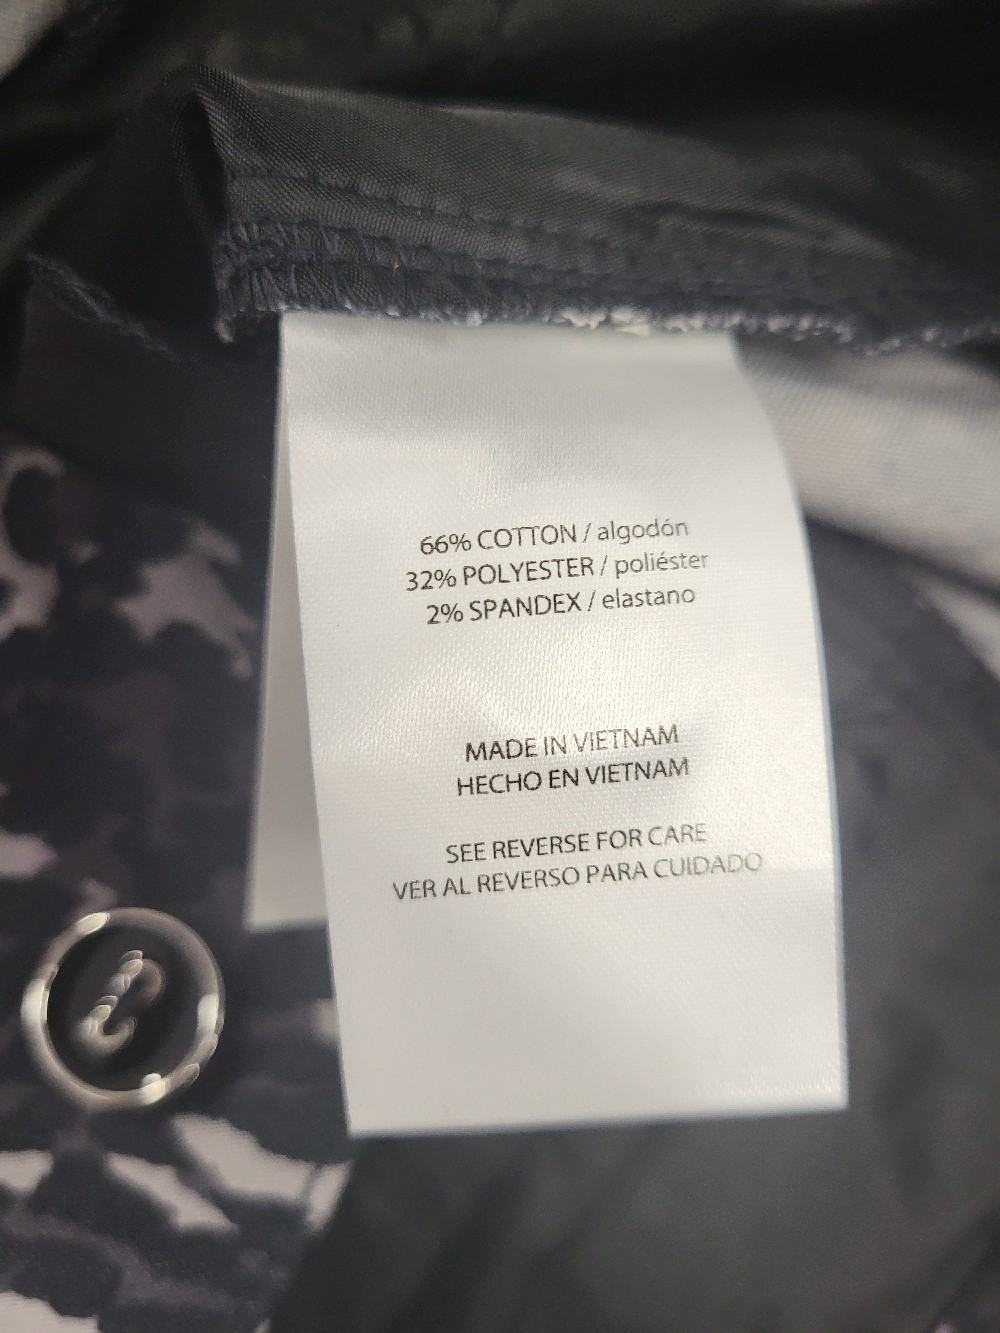 66% COTTON / algodón
32% POLYESTER / poliéster
2% SPANDEX / elastano
MADE IN VIETNAM
HECHO EN VIETNAM
SEE REVERSE FOR CARE
VER AL REVERSO PARA CUIDADO